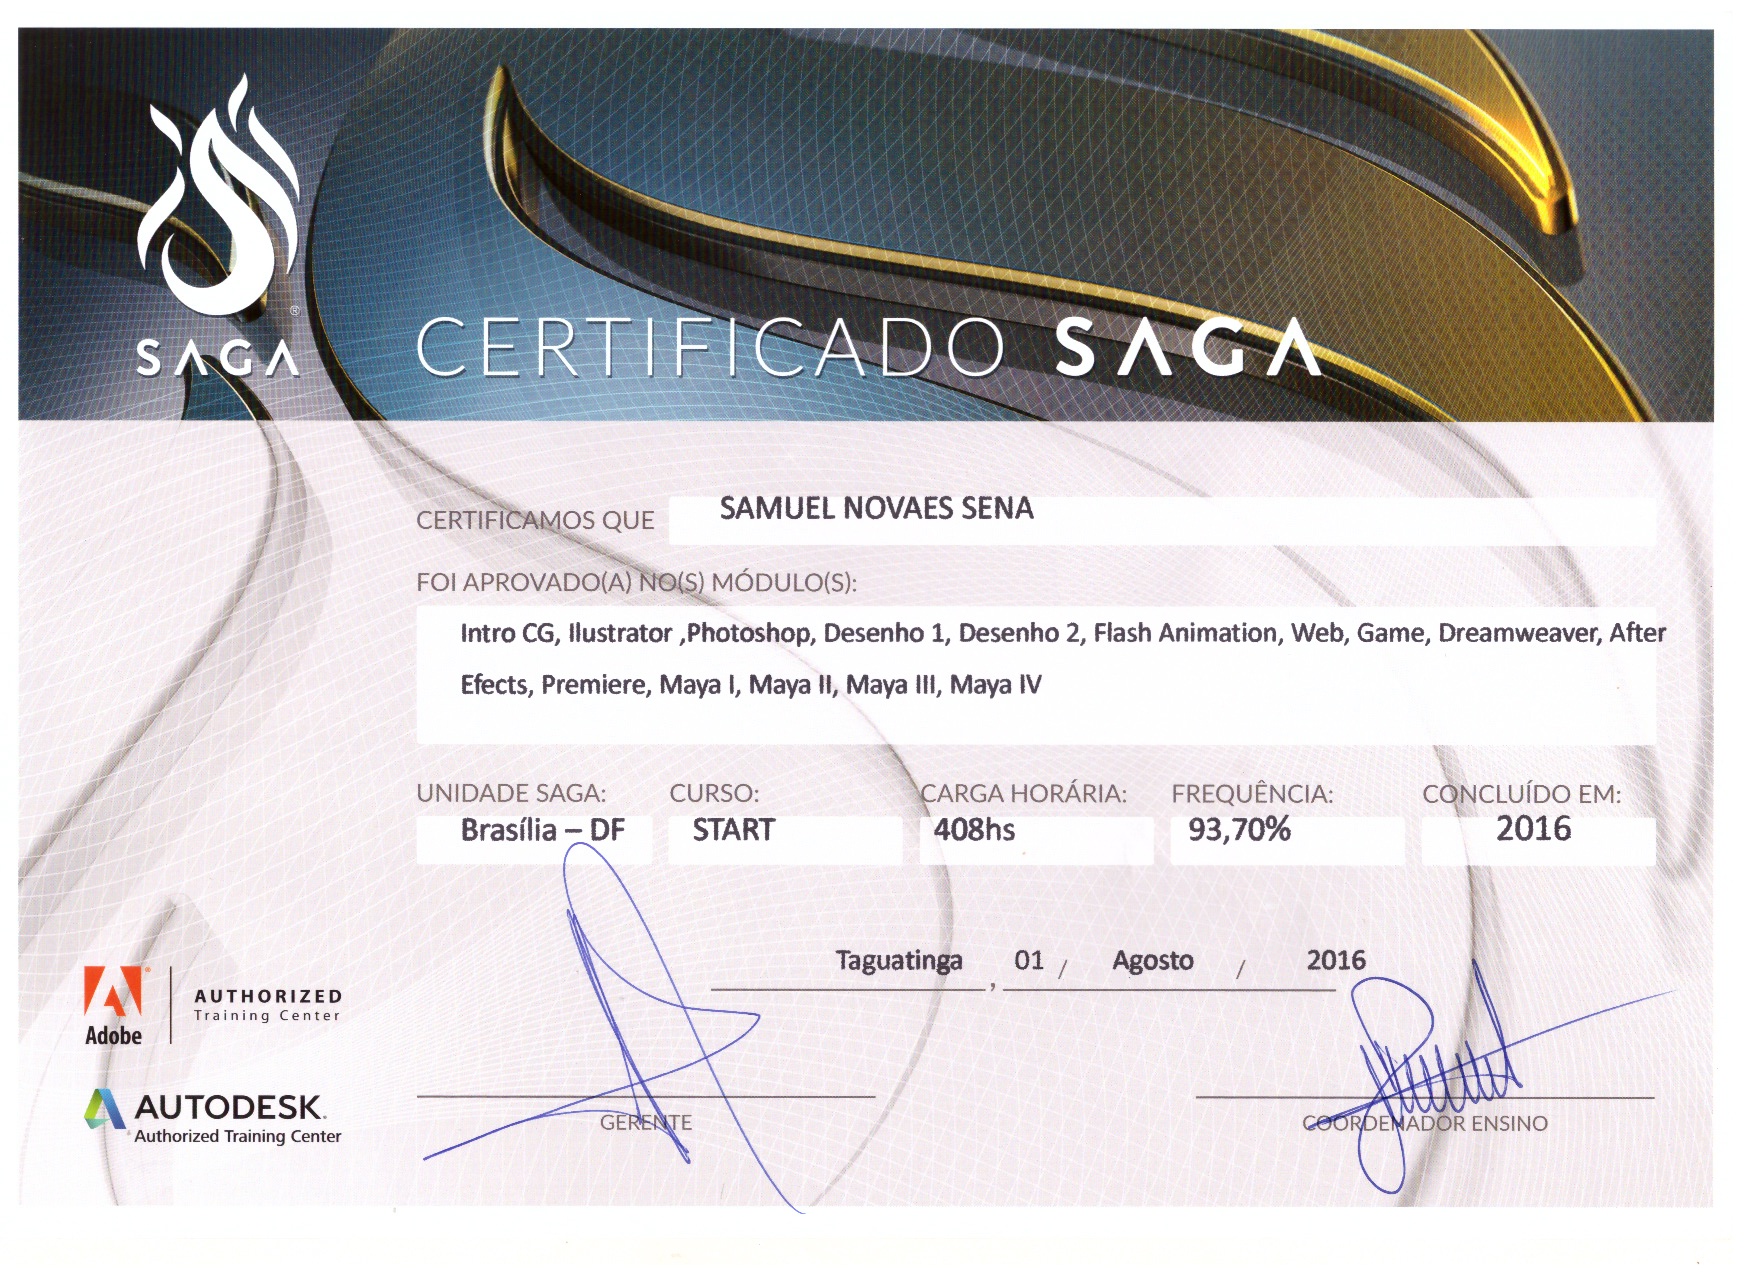 SAGA®
CERTIFICADO SAGA
CERTIFICAMOS QUE SAMUEL NOVAES SENA
FOI APROVADO(A) NO(S) MÓDULO(S):
Intro CG, Ilustrator ,Photoshop, Desenho 1, Desenho 2, Flash Animation, Web, Game, Dreamweaver, After
Efects, Premiere, Maya I, Maya II, Maya III, Maya IV
UNIDADE SAGA: CURSO: CARGA HORÁRIA: FREQUÊNCIA: CONCLUÍDO EM:
Brasília – DF START 408hs 93,70% 2016
Taguatinga , 01 / Agosto / 2016
Adobe® AUTHORIZED
Training Center
AUTODESK.
Authorized Training Center
GERENTE COORDENADOR ENSINO